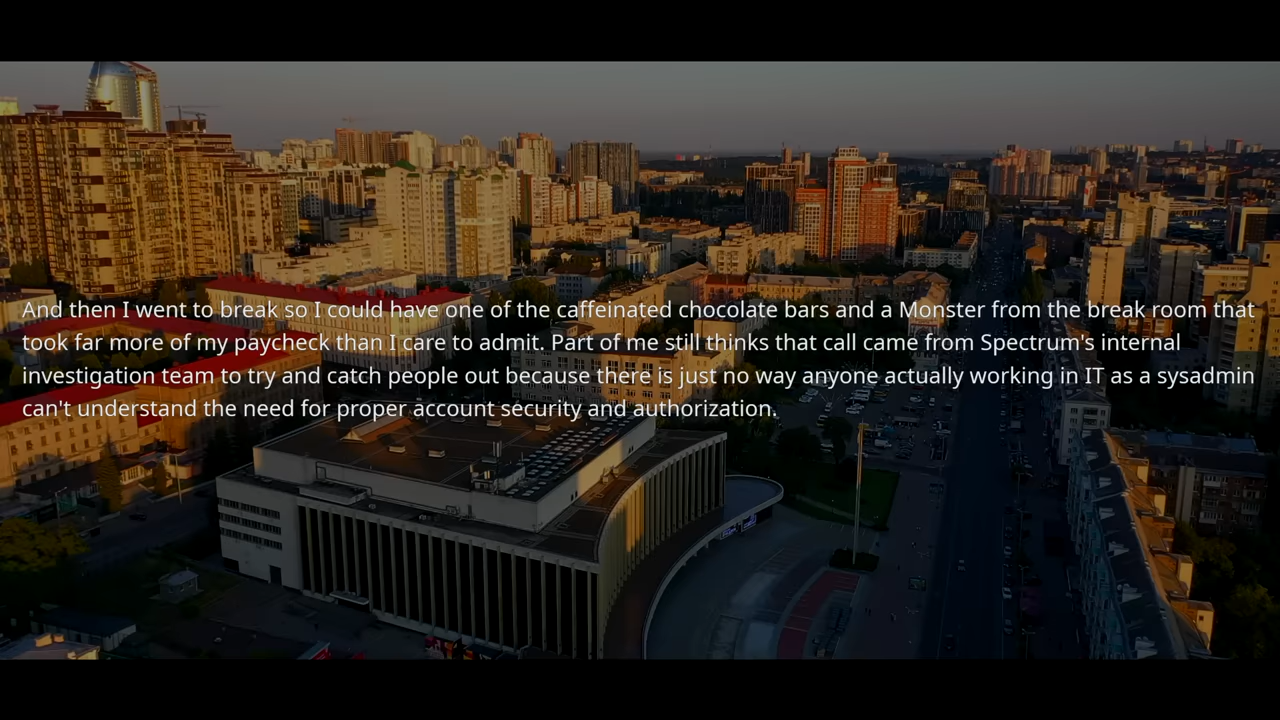 And then I went to break so I could have one of the caffeinated chocolate bars and a Monster from the break room that
took far more of my paycheck than I care to admit. Part of me still thinks that call came from Spectrum's internal
investigation team to try and catch people out because there is just no way anyone actually working in IT as a sysadmin
can't understand the need for proper account security and authorization.